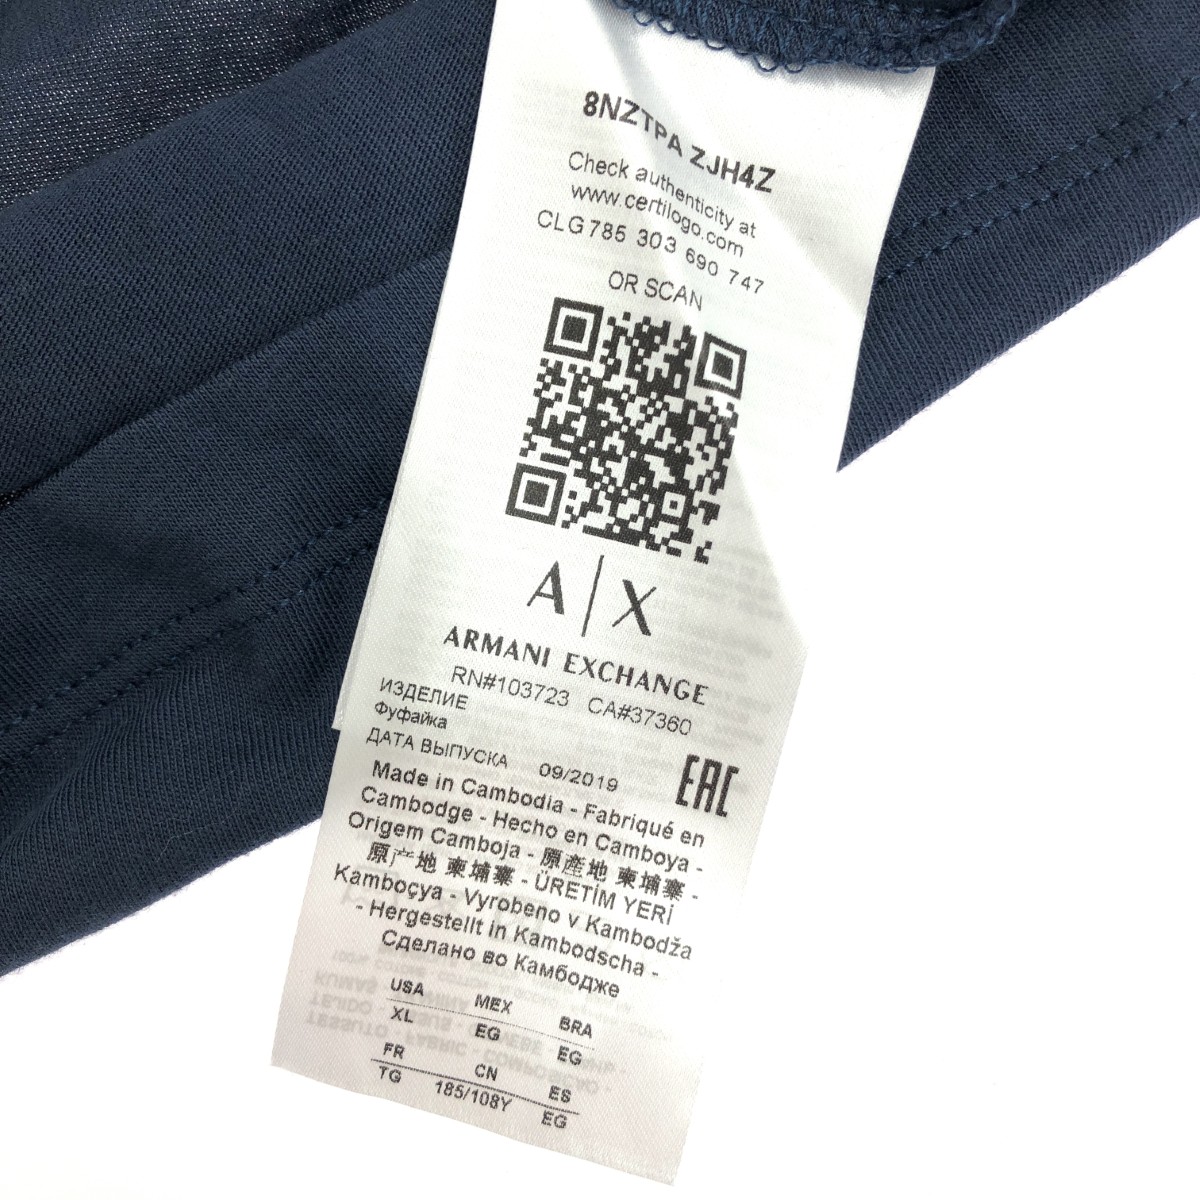 8NZTPA ZJH4Z
Check authenticity at
www.certilogo.com
CLG785 303 690 747
OR SCAN
A|X
ARMANI EXCHANGE
RN#103723 CA#37360
ИЗДЕЛИЕ
Фуфайка
ДАТА ВЫПУСКА 09/2019
EAC
Made in Cambodia - Fabriqué en
Cambodge - Hecho en Camboya -
Origem Camboja - 原產地 柬埔寨 -
原产地 柬埔寨 - ÜRETİM YERİ
Kamboçya - Vyrobeno v Kambodža
- Hergestellt in Kambodscha -
Сделано во Камбодже
USA MEX BRA
XL EG EG
FR CN ES
TG 185/108Y EG